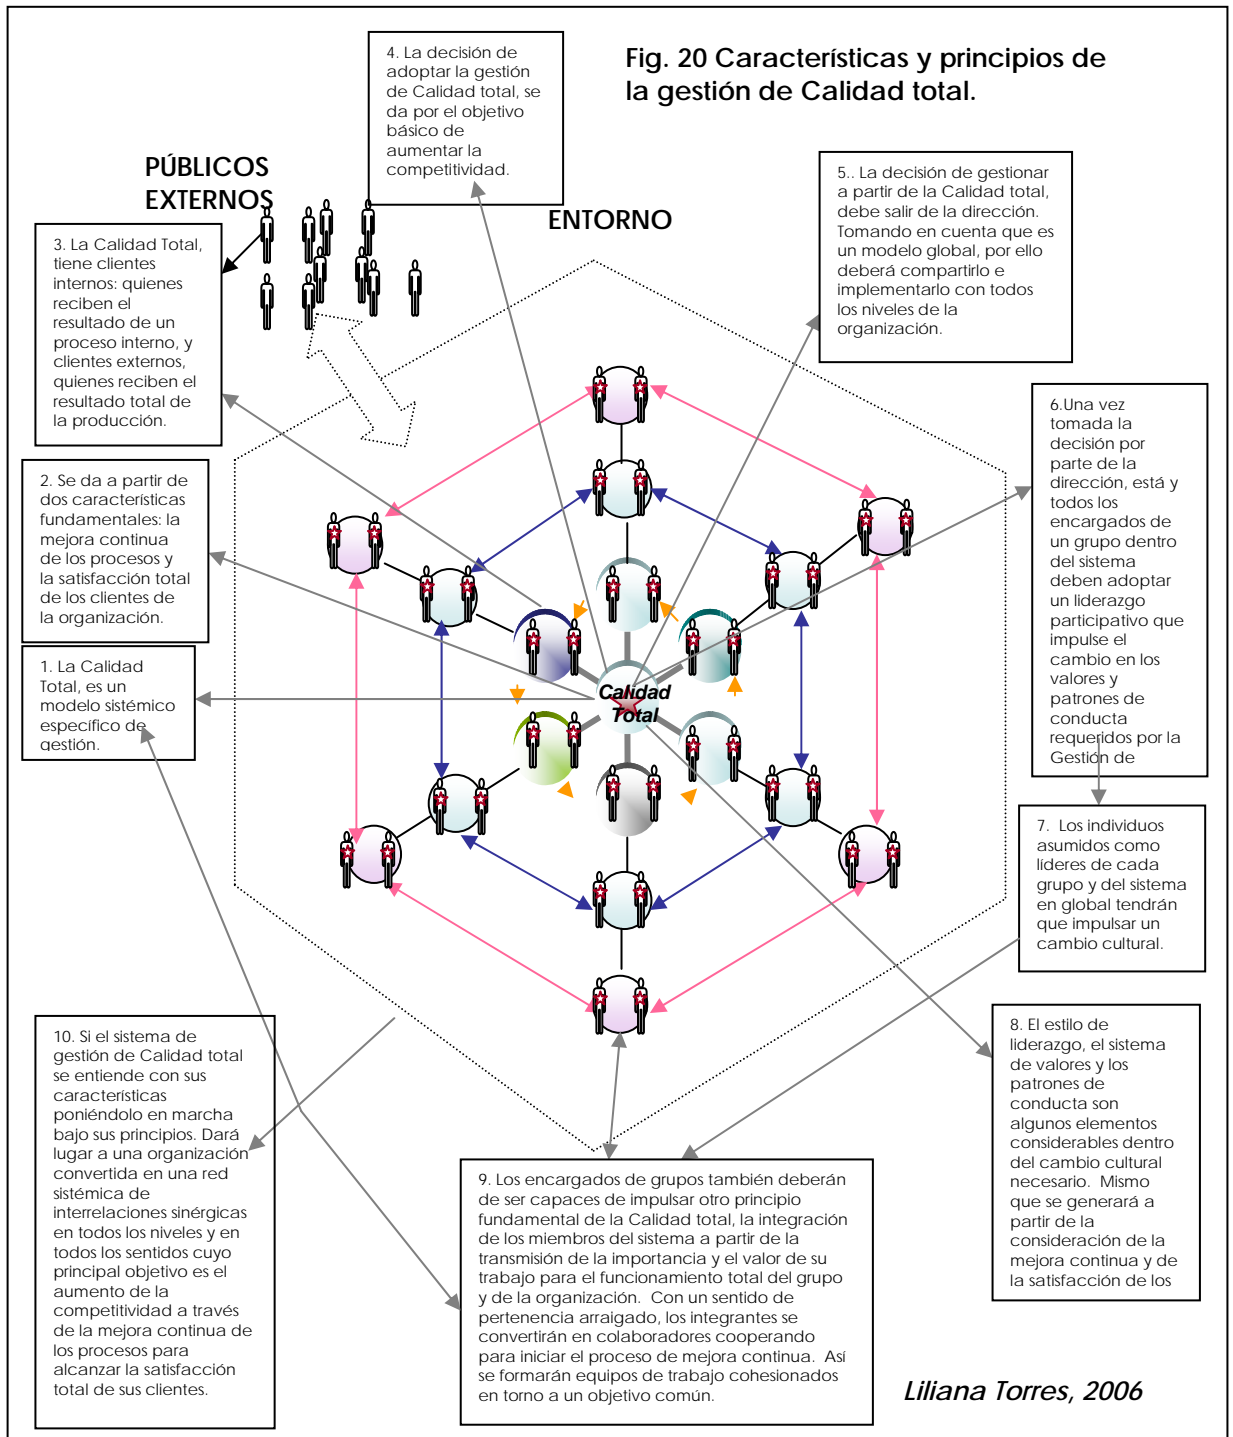 Fig. 20 Características y principios de
la gestión de Calidad total.
4. La decisión de
adoptar la gestión
de Calidad total, se
da por el objetivo
básico de
aumentar la
competitividad.
PÚBLICOS
EXTERNOS
ENTORNO
5.. La decisión de gestionar
a partir de la Calidad total,
debe salir de la dirección.
Tomando en cuenta que es
un modelo global, por ello
deberá compartirlo e
implementarlo con todos
los niveles de la
organización.
3. La Calidad Total,
tiene clientes
internos: quienes
reciben el
resultado de un
proceso interno, y
clientes externos,
quienes reciben el
resultado total de
la producción.
6.Una vez
tomada la
decisión por
parte de la
dirección, está y
todos los
encargados de
un grupo dentro
del sistema
deben adoptar
un liderazgo
participativo que
impulse el
cambio en los
valores y
patrones de
conducta
requeridos por la
Gestión de
2. Se da a partir de
dos características
fundamentales: la
mejora continua
de los procesos y
la satisfacción total
de los clientes de
la organización.
1. La Calidad
Total, es un
modelo sistémico
específico de
gestión.
Calidad
Total
7. Los individuos
asumidos como
líderes de cada
grupo y del sistema
en global tendrán
que impulsar un
cambio cultural.
8. El estilo de
liderazgo, el sistema
de valores y los
patrones de
conducta son
algunos elementos
considerables dentro
del cambio cultural
necesario. Mismo
que se generará a
partir de la
consideración de la
mejora continua y de
la satisfacción de los
10. Si el sistema de
gestión de Calidad total
se entiende con sus
características
poniéndolo en marcha
bajo sus principios. Dará
lugar a una organización
convertida en una red
sistémica de
interrelaciones sinérgicas
en todos los niveles y en
todos los sentidos cuyo
principal objetivo es el
aumento de la
competitividad a través
de la mejora continua de
los procesos para
alcanzar la satisfacción
total de sus clientes.
9. Los encargados de grupos también deberán
de ser capaces de impulsar otro principio
fundamental de la Calidad total, la integración
de los miembros del sistema a partir de la
transmisión de la importancia y el valor de su
trabajo para el funcionamiento total del grupo
y de la organización. Con un sentido de
pertenencia arraigado, los integrantes se
convertirán en colaboradores cooperando
para iniciar el proceso de mejora continua. Así
se formarán equipos de trabajo cohesionados
en torno a un objetivo común.
Liliana Torres, 2006